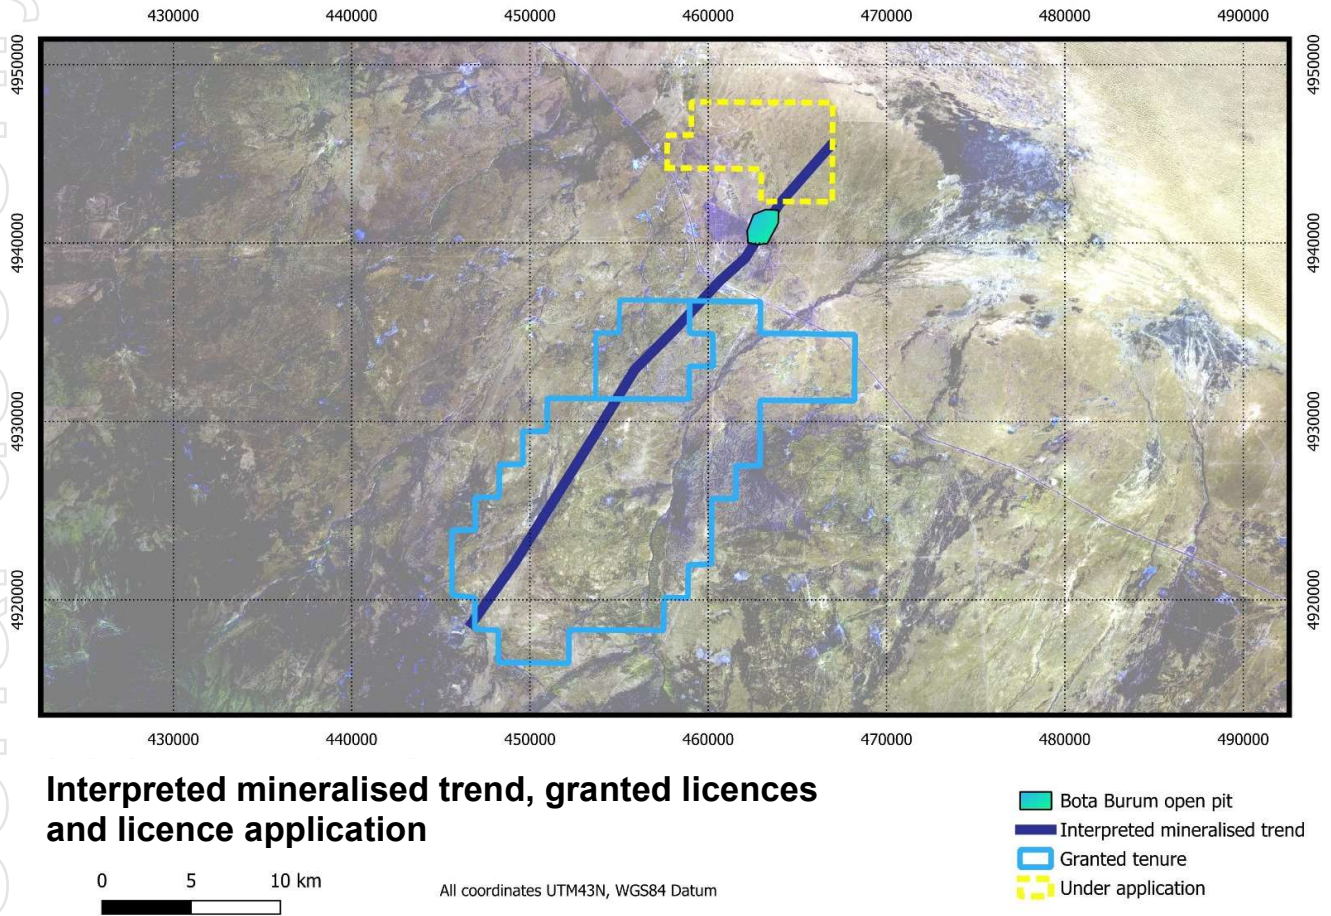 430000 440000 450000 460000 470000 480000 490000
4950000 4950000
4940000 4940000
4930000 4930000
4920000 4920000
430000 440000 450000 460000 470000 480000 490000
Interpreted mineralised trend, granted licences
and licence application
0 5 10 km
All coordinates UTM43N, WGS84 Datum
Bota Burum open pit
Interpreted mineralised trend
Granted tenure
Under application